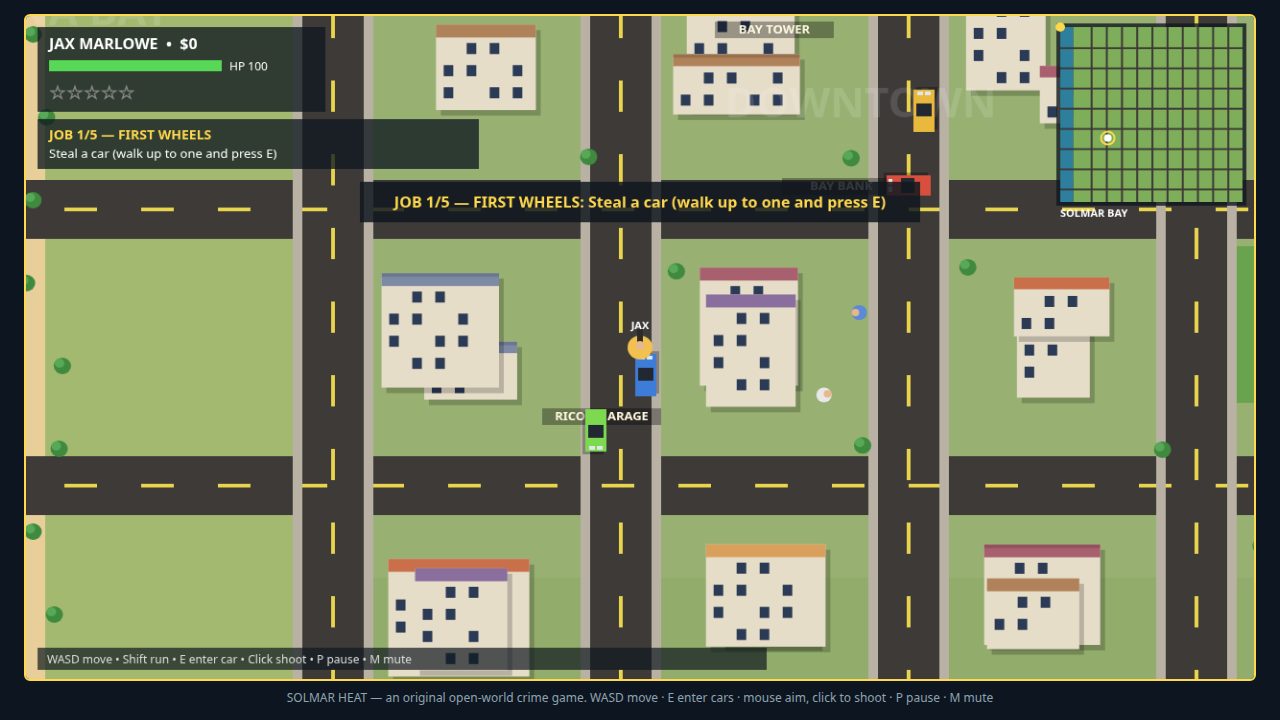 A BAY
JAX MARLOWE • $0
HP 100
☆☆☆☆☆
JOB 1/5 — FIRST WHEELS
Steal a car (walk up to one and press E)
BAY TOWER
DOWNTOWN
BAY BANK
JOB 1/5 — FIRST WHEELS: Steal a car (walk up to one and press E)
SOLMAR BAY
JAX
RICO ARAGE
WASD move • Shift run • E enter car • Click shoot • P pause • M mute
SOLMAR HEAT — an original open-world crime game. WASD move · E enter cars · mouse aim, click to shoot · P pause · M mute